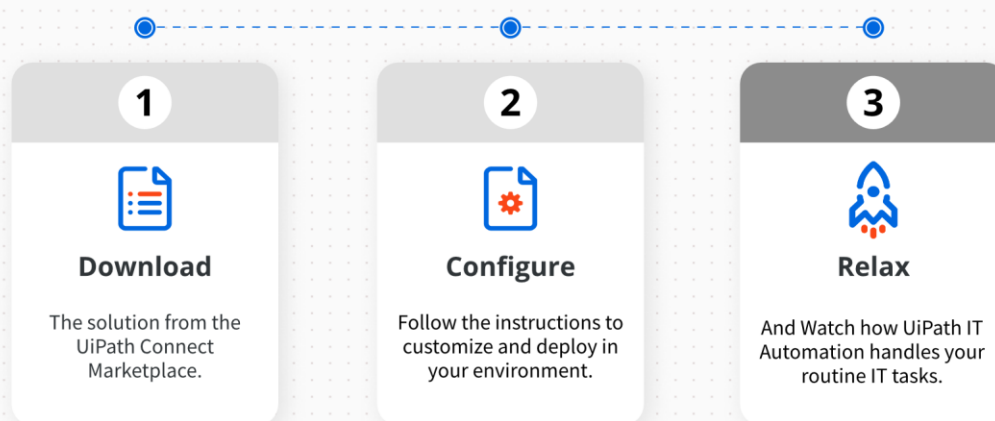 1
Download
The solution from the
UiPath Connect
Marketplace.
2
Configure
Follow the instructions to
customize and deploy in
your environment.
3
Relax
And Watch how UiPath IT
Automation handles your
routine IT tasks.